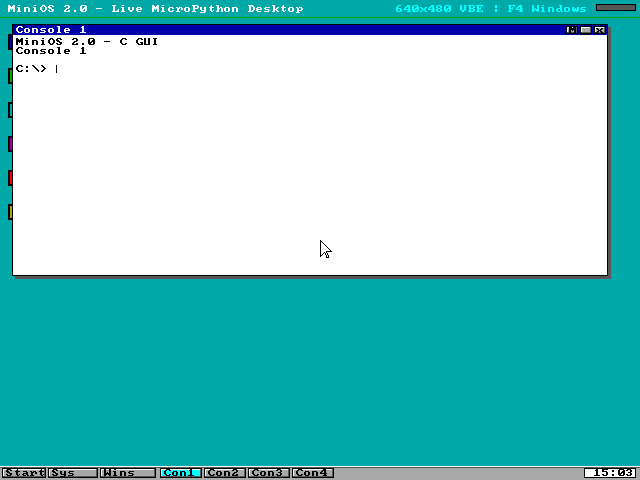 MiniOS 2.0 - Live MicroPython Desktop
640x480 VBE | F4 Windows
Console 1
MiniOS 2.0 - C GUI
Console 1
C:\>
Start Sys Wins Con1 Con2 Con3 Con4 15:03